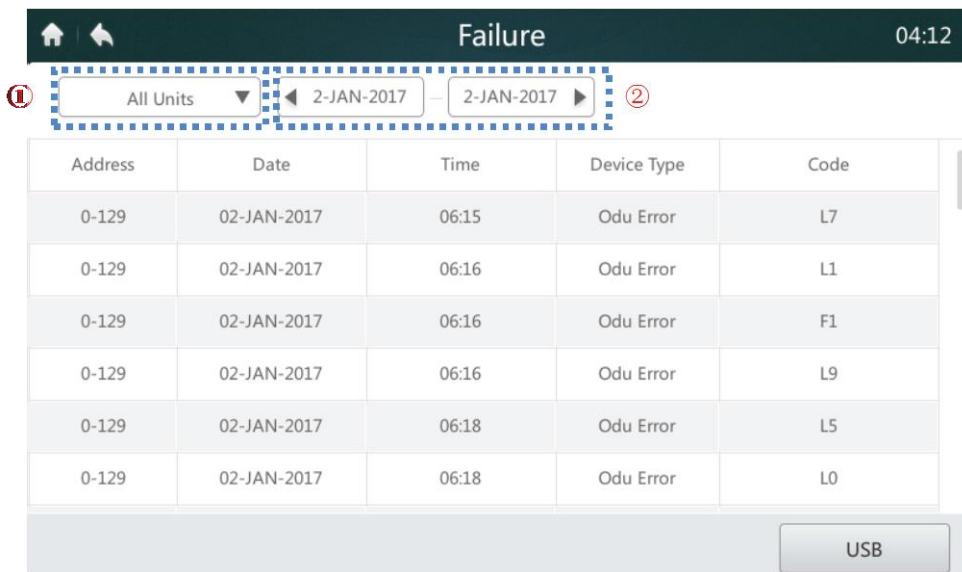 Failure 04:12
① All Units 2-JAN-2017 – 2-JAN-2017 ②
Address Date Time Device Type Code
0-129 02-JAN-2017 06:15 Odu Error L7
0-129 02-JAN-2017 06:16 Odu Error L1
0-129 02-JAN-2017 06:16 Odu Error F1
0-129 02-JAN-2017 06:16 Odu Error L9
0-129 02-JAN-2017 06:18 Odu Error L5
0-129 02-JAN-2017 06:18 Odu Error L0
USB